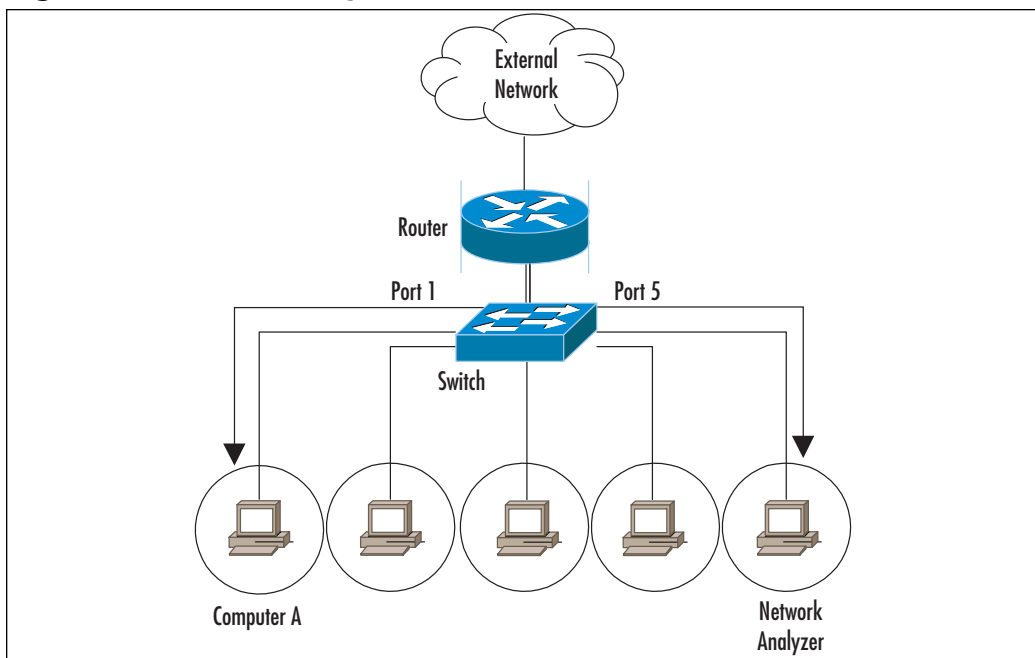 External
Network
Router
Port 1
Port 5
Switch
Computer A
Network
Analyzer